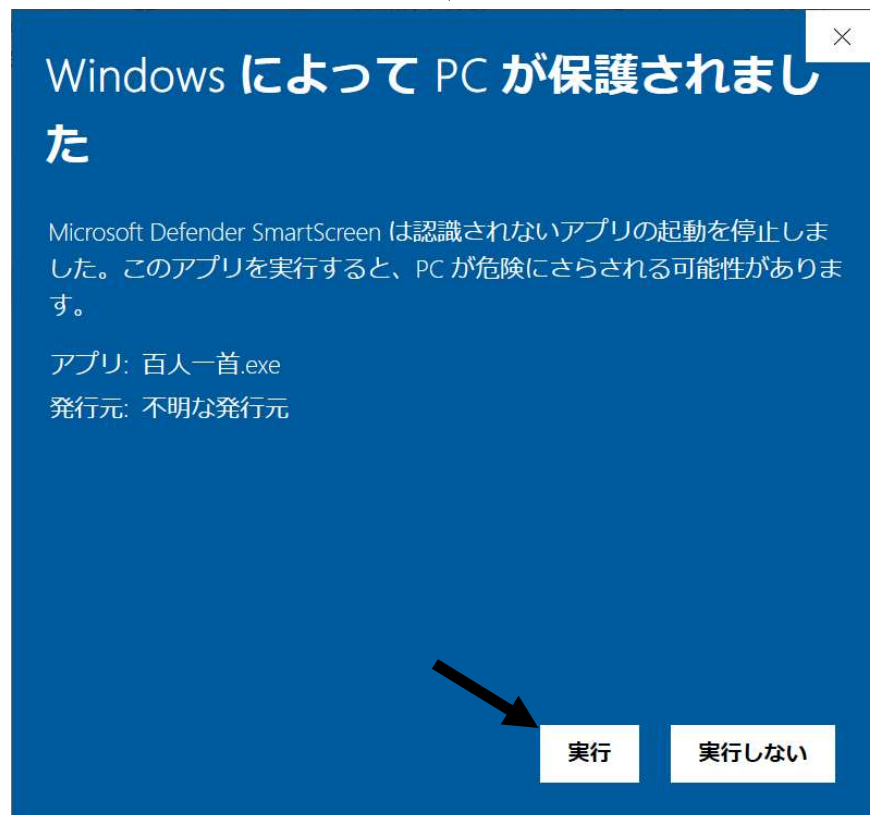 Windows によって PC が保護されまし
た
Microsoft Defender SmartScreen は認識されないアプリの起動を停止しま
した。このアプリを実行すると、PC が危険にさらされる可能性がありま
す。
アプリ: 百人一首.exe
発行元: 不明な発行元
実行 実行しない